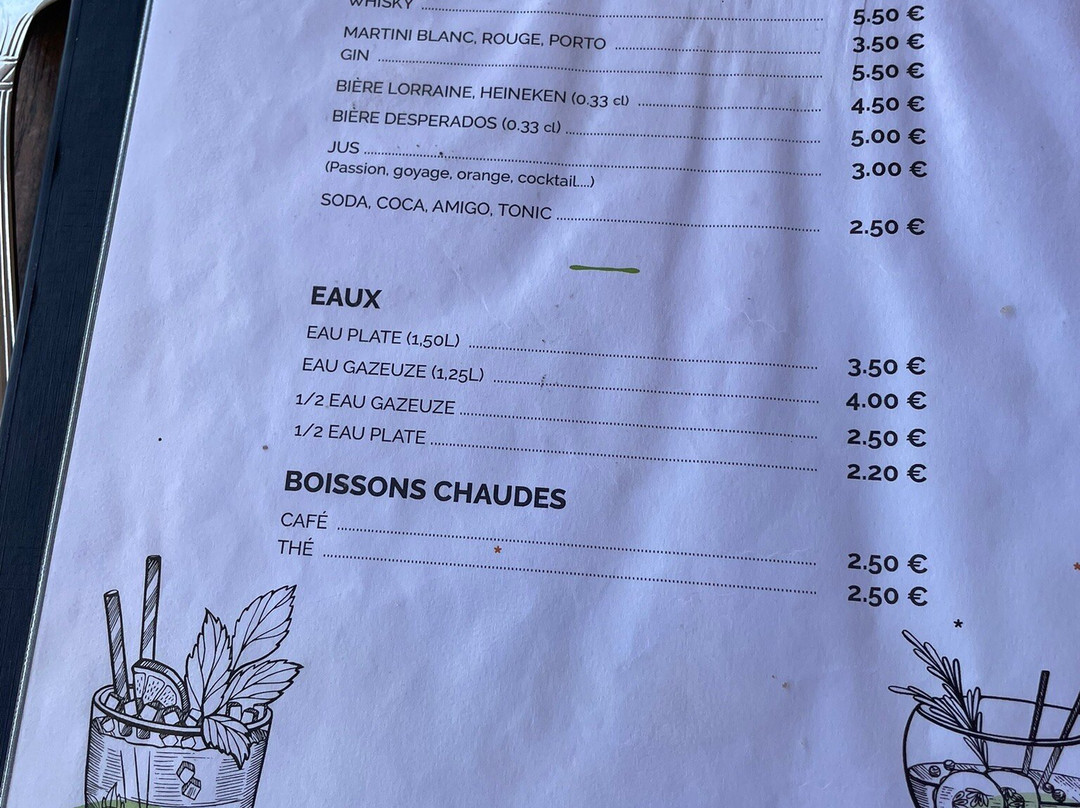 WHISKY ........ 5.50 €
MARTINI BLANC, ROUGE, PORTO ........ 3.50 €
GIN ........ 5.50 €
BIÈRE LORRAINE, HEINEKEN (0.33 cl) ........ 4.50 €
BIÈRE DESPERADOS (0.33 cl) ........ 5.00 €
JUS ........ 3.00 €
(Passion, goyage, orange, cocktail....)
SODA, COCA, AMIGO, TONIC ........ 2.50 €
EAUX
EAU PLATE (1,50L) ........ 3.50 €
EAU GAZEUZE (1,25L) ........ 4.00 €
1/2 EAU GAZEUZE ........ 2.50 €
1/2 EAU PLATE ........ 2.20 €
BOISSONS CHAUDES
CAFÉ ........ 2.50 €
THÉ ........ 2.50 €